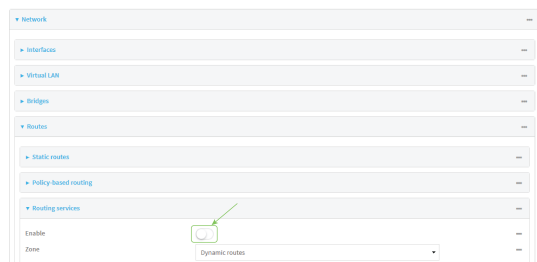 Network
Interfaces
Virtual LAN
Bridges
Routes
Static routes
Policy-based routing
Routing services
Enable
Zone Dynamic routes